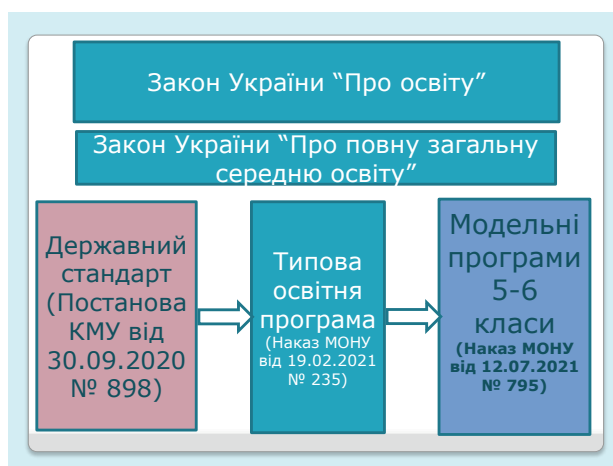 Закон України “Про освіту”
Закон України “Про повну загальну
середню освіту”
Державний
стандарт
(Постанова
КМУ від
30.09.2020
№ 898)
Типова
освітня
програма
(Наказ МОНУ
від 19.02.2021
№ 235)
Модельні
програми
5-6
класи
(Наказ МОНУ
від 12.07.2021
№ 795)